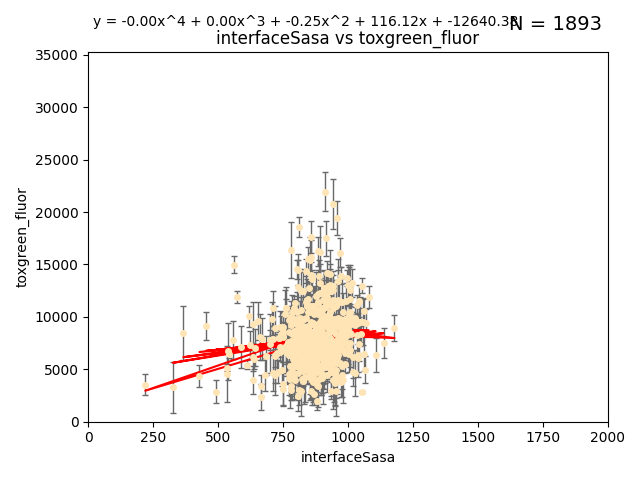 y = -0.00x^4 + 0.00x^3 + -0.25x^2 + 116.12x + -12640.38
N = 1893
interfaceSasa vs toxgreen_fluor
35000
30000
25000
20000
15000
10000
5000
0
toxgreen_fluor
0 250 500 750 1000 1250 1500 1750 2000
interfaceSasa